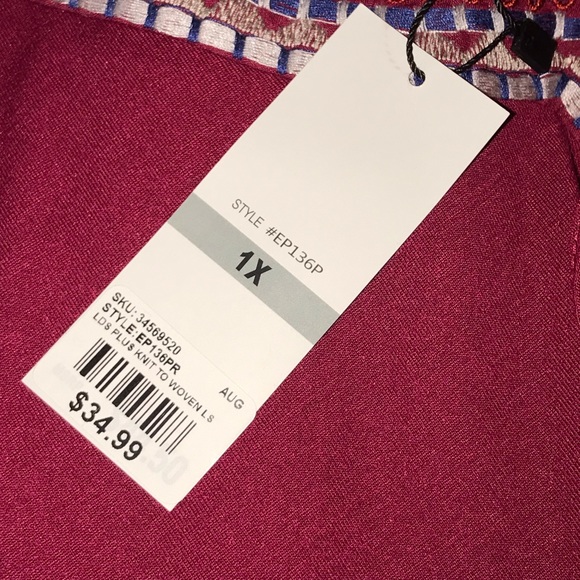 STYLE #EP136P
1X
SKU:34569520
STYLE:EP136PR
LDS PLUS KNIT TO WOVEN LS
AUG
$34.99